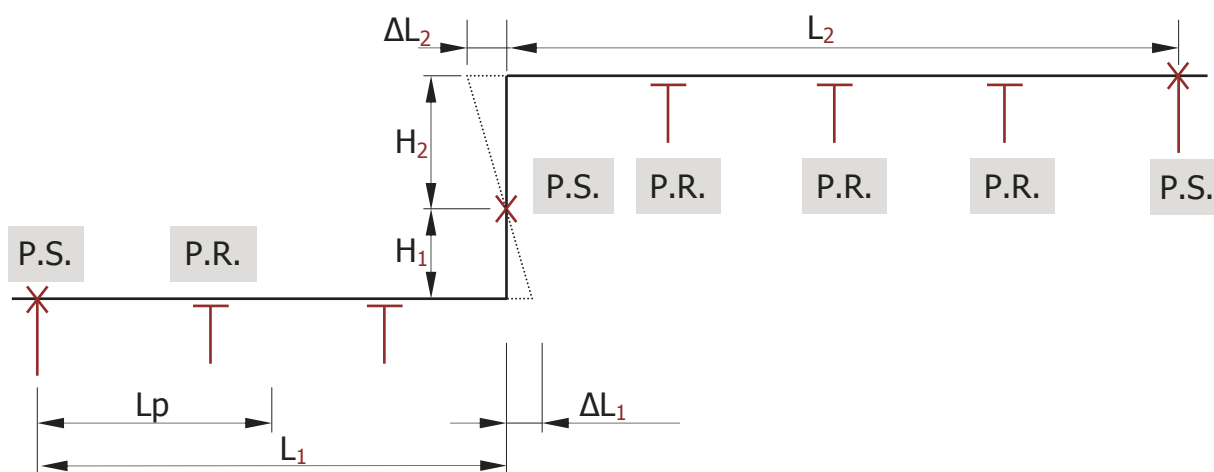 ΔL₂
L₂
H₂
P.S.
P.R.
P.R.
P.R.
P.S.
P.S.
P.R.
H₁
Lp
ΔL₁
L₁